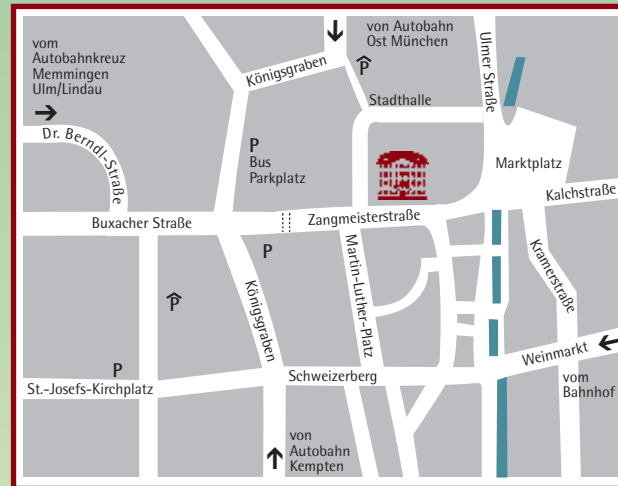 von Autobahn
Ost München
vom
Autobahnkreuz
Memmingen
Ulm/Lindau
Königsgraben
P
Ulmer Straße
Stadthalle
Dr. Berndl-Straße
P
Bus
Parkplatz
Marktplatz
Kalchstraße
Buxacher Straße
Zangmeisterstraße
P
Martin-Luther-Platz
Kramerstraße
Königsgraben
P
Weinmarkt
P
Schweizerberg
St.-Josefs-Kirchplatz
vom
Bahnhof
von
Autobahn
Kempten